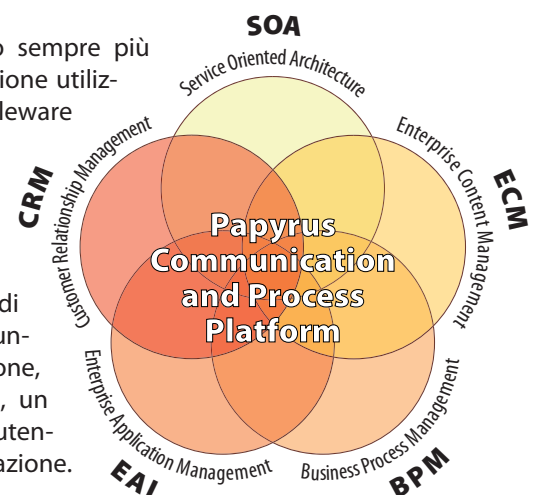 SOA
Service Oriented Architecture
sempre più
ione utiliz-
leware
CRM
Customer Relationship Management
Enterprise Content Management
ECM
Papyrus
Communication
and Process
Platform
di
un-
one,
, un
uten-
azione.
Enterprise Application Management
EAI
Business Process Management
BPM